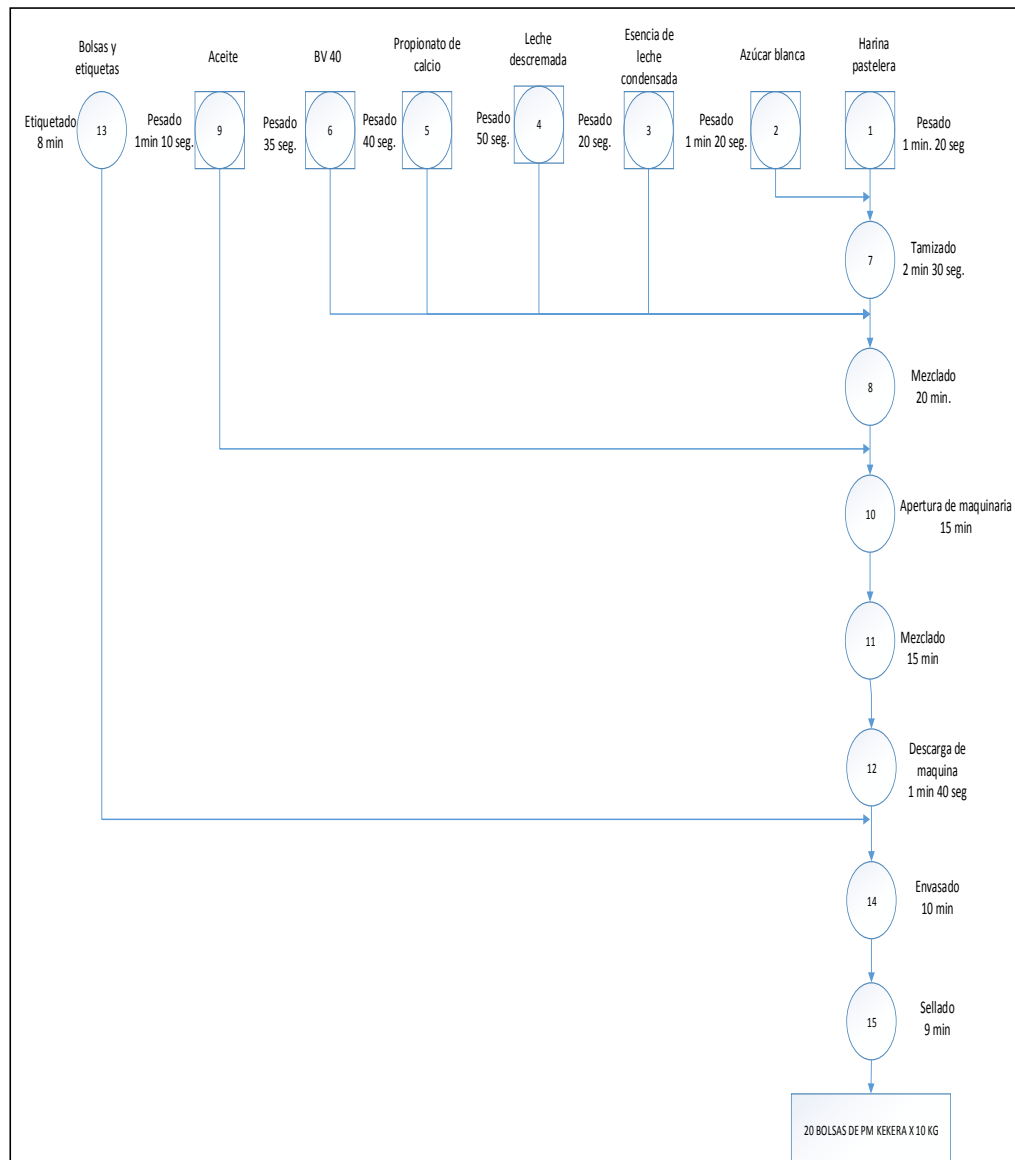 Bolsas y
etiquetas
Aceite
BV 40
Propionato de
calcio
Leche
descremada
Esencia de
leche
condensada
Azúcar blanca
Harina
pastelera
Etiquetado
8 min
13
Pesado
1min 10 seg.
9
Pesado
35 seg.
6
Pesado
40 seg.
5
Pesado
50 seg.
4
Pesado
20 seg.
3
Pesado
1 min 20 seg.
2
1
Pesado
1 min. 20 seg
7
Tamizado
2 min 30 seg.
8
Mezclado
20 min.
10
Apertura de maquinaria
15 min
11
Mezclado
15 min
12
Descarga de
maquina
1 min 40 seg
14
Envasado
10 min
15
Sellado
9 min
20 BOLSAS DE PM KEKERA X 10 KG